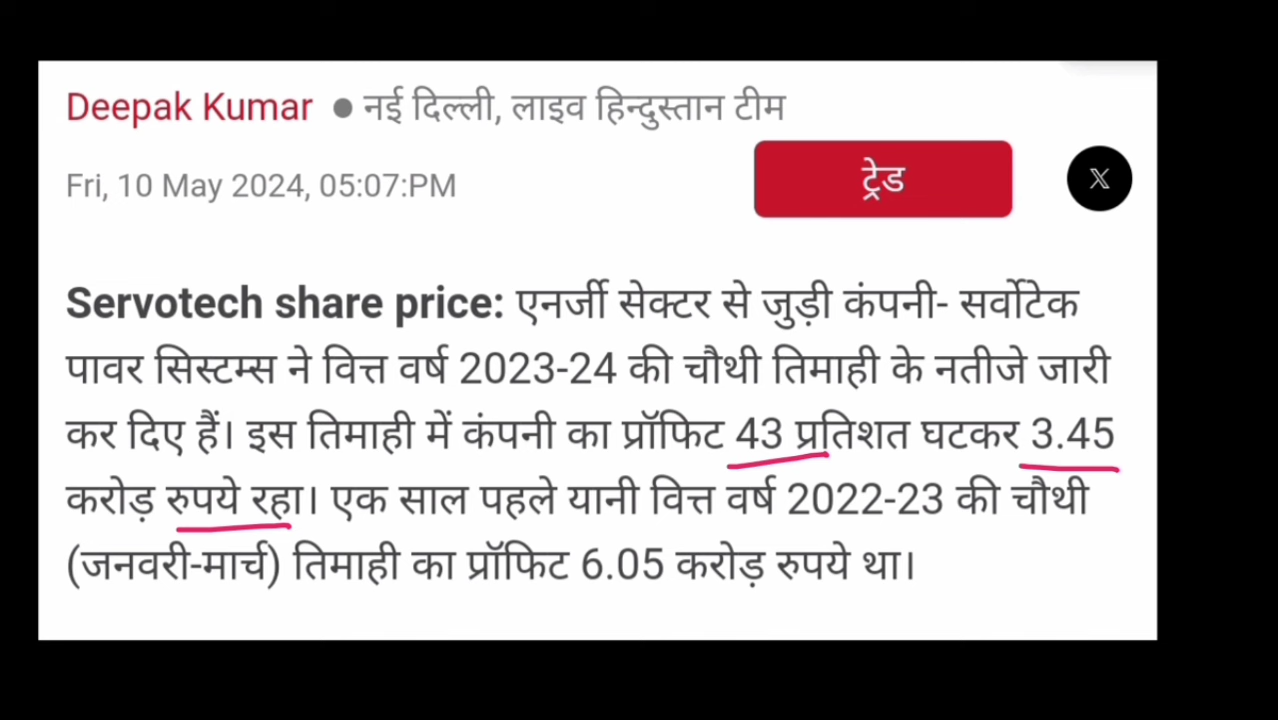 Deepak Kumar ● नई दिल्ली, लाइव हिन्दुस्तान टीम
Fri, 10 May 2024, 05:07:PM
ट्रेड
X
Servotech share price: एनर्जी सेक्टर से जुड़ी कंपनी- सर्वोटेक
पावर सिस्टम्स ने वित्त वर्ष 2023-24 की चौथी तिमाही के नतीजे जारी
कर दिए हैं। इस तिमाही में कंपनी का प्रॉफिट 43 प्रतिशत घटकर 3.45
करोड़ रुपये रहा। एक साल पहले यानी वित्त वर्ष 2022-23 की चौथी
(जनवरी-मार्च) तिमाही का प्रॉफिट 6.05 करोड़ रुपये था।